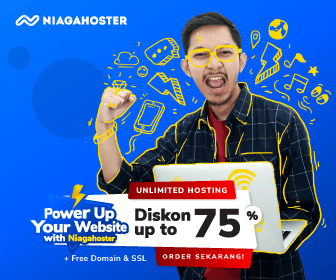 NIAGAHOSTER
UNLIMITED HOSTING
Power Up
Your Website
with Niagahoster
Diskon
up to
75%
+ Free Domain & SSL
ORDER SEKARANG!